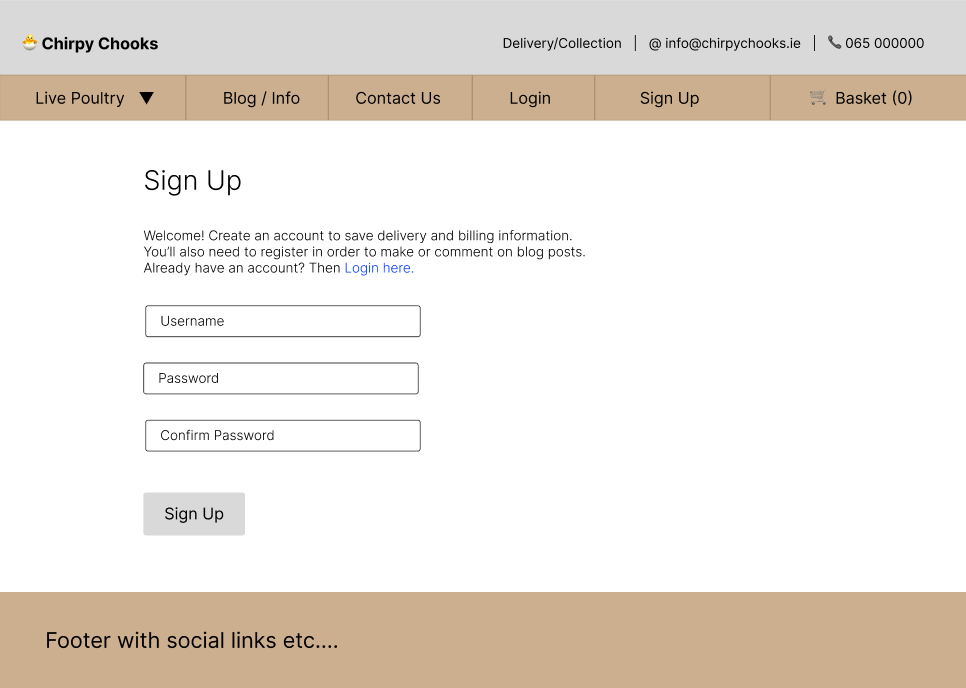 🐣 Chirpy Chooks
Delivery/Collection | @ info@chirpychooks.ie | 📞 065 000000
Live Poultry ▼ Blog / Info Contact Us Login Sign Up 🛒 Basket (0)
Sign Up
Welcome! Create an account to save delivery and billing information.
You’ll also need to register in order to make or comment on blog posts.
Already have an account? Then Login here.
Username
Password
Confirm Password
Sign Up
Footer with social links etc....